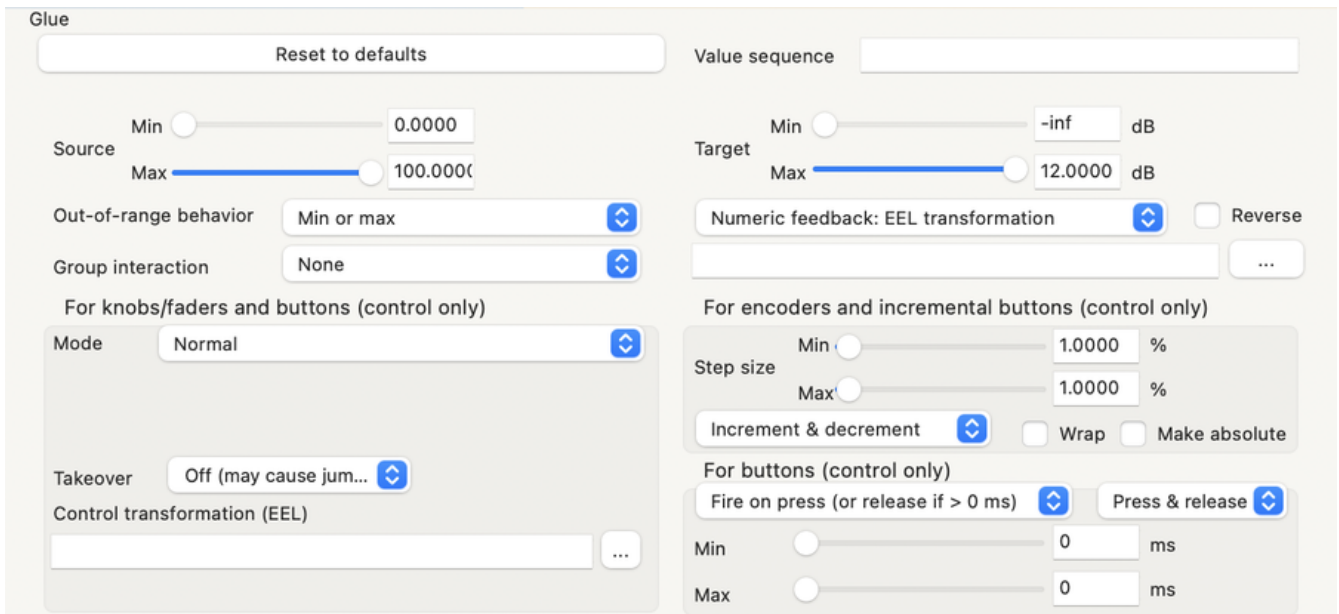 Glue
Reset to defaults
Value sequence
Source
Min 0.0000
Max 100.0000
Target
Min -inf dB
Max 12.0000 dB
Out-of-range behavior Min or max
Numeric feedback: EEL transformation Reverse
Group interaction None
...
For knobs/faders and buttons (control only)
Mode Normal
Takeover Off (may cause jum...
Control transformation (EEL)
...
For encoders and incremental buttons (control only)
Step size
Min 1.0000 %
Max 1.0000 %
Increment & decrement Wrap Make absolute
For buttons (control only)
Fire on press (or release if > 0 ms) Press & release
Min 0 ms
Max 0 ms